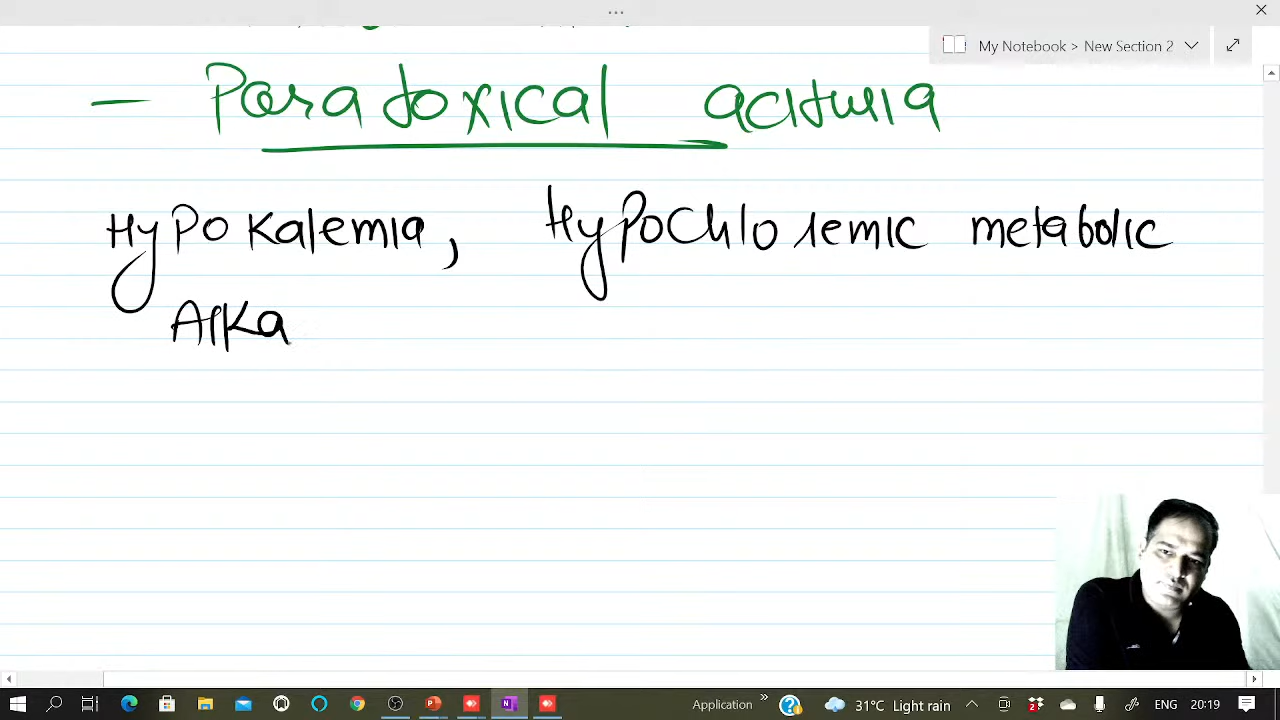 My Notebook > New Section 2
— Paradoxical aciduria
Hypokalemia, Hypochloremic metabolic
Alka
Application
31°C Light rain
ENG
20:19